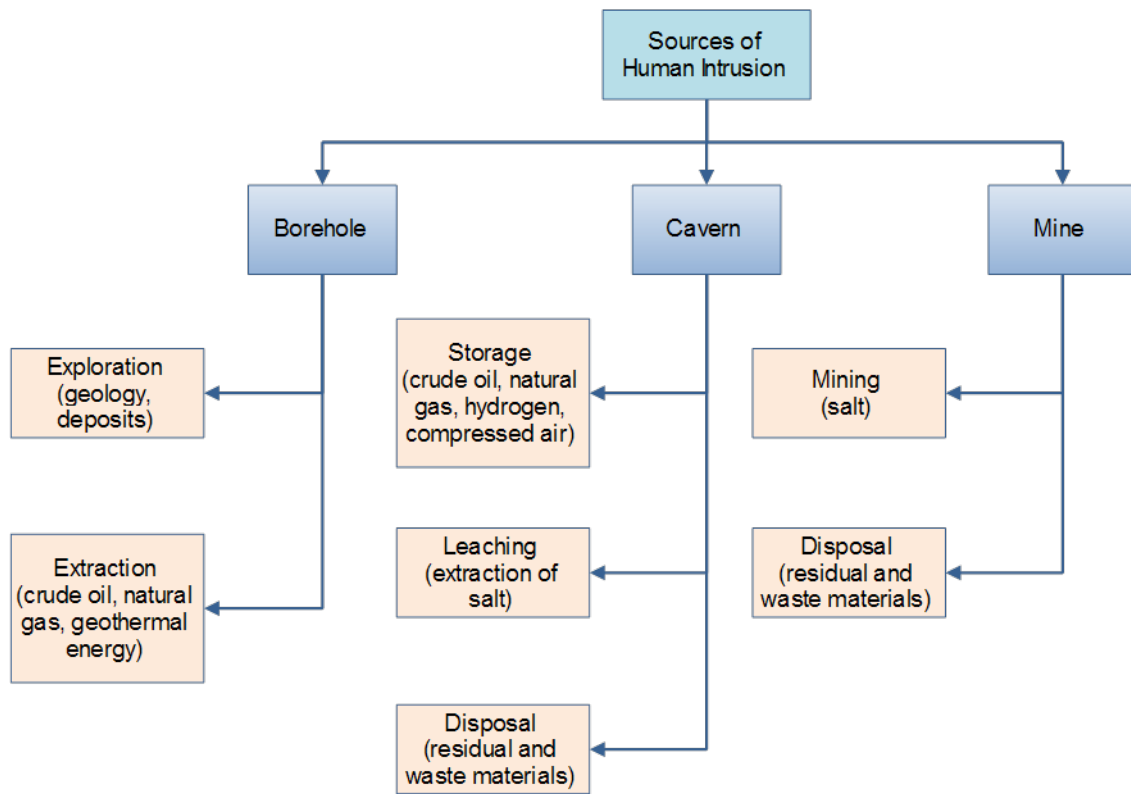 Sources of
Human Intrusion
Borehole
Cavern
Mine
Exploration
(geology,
deposits)
Extraction
(crude oil, natural
gas, geothermal
energy)
Storage
(crude oil, natural
gas, hydrogen,
compressed air)
Leaching
(extraction of
salt)
Disposal
(residual and
waste materials)
Mining
(salt)
Disposal
(residual and
waste materials)